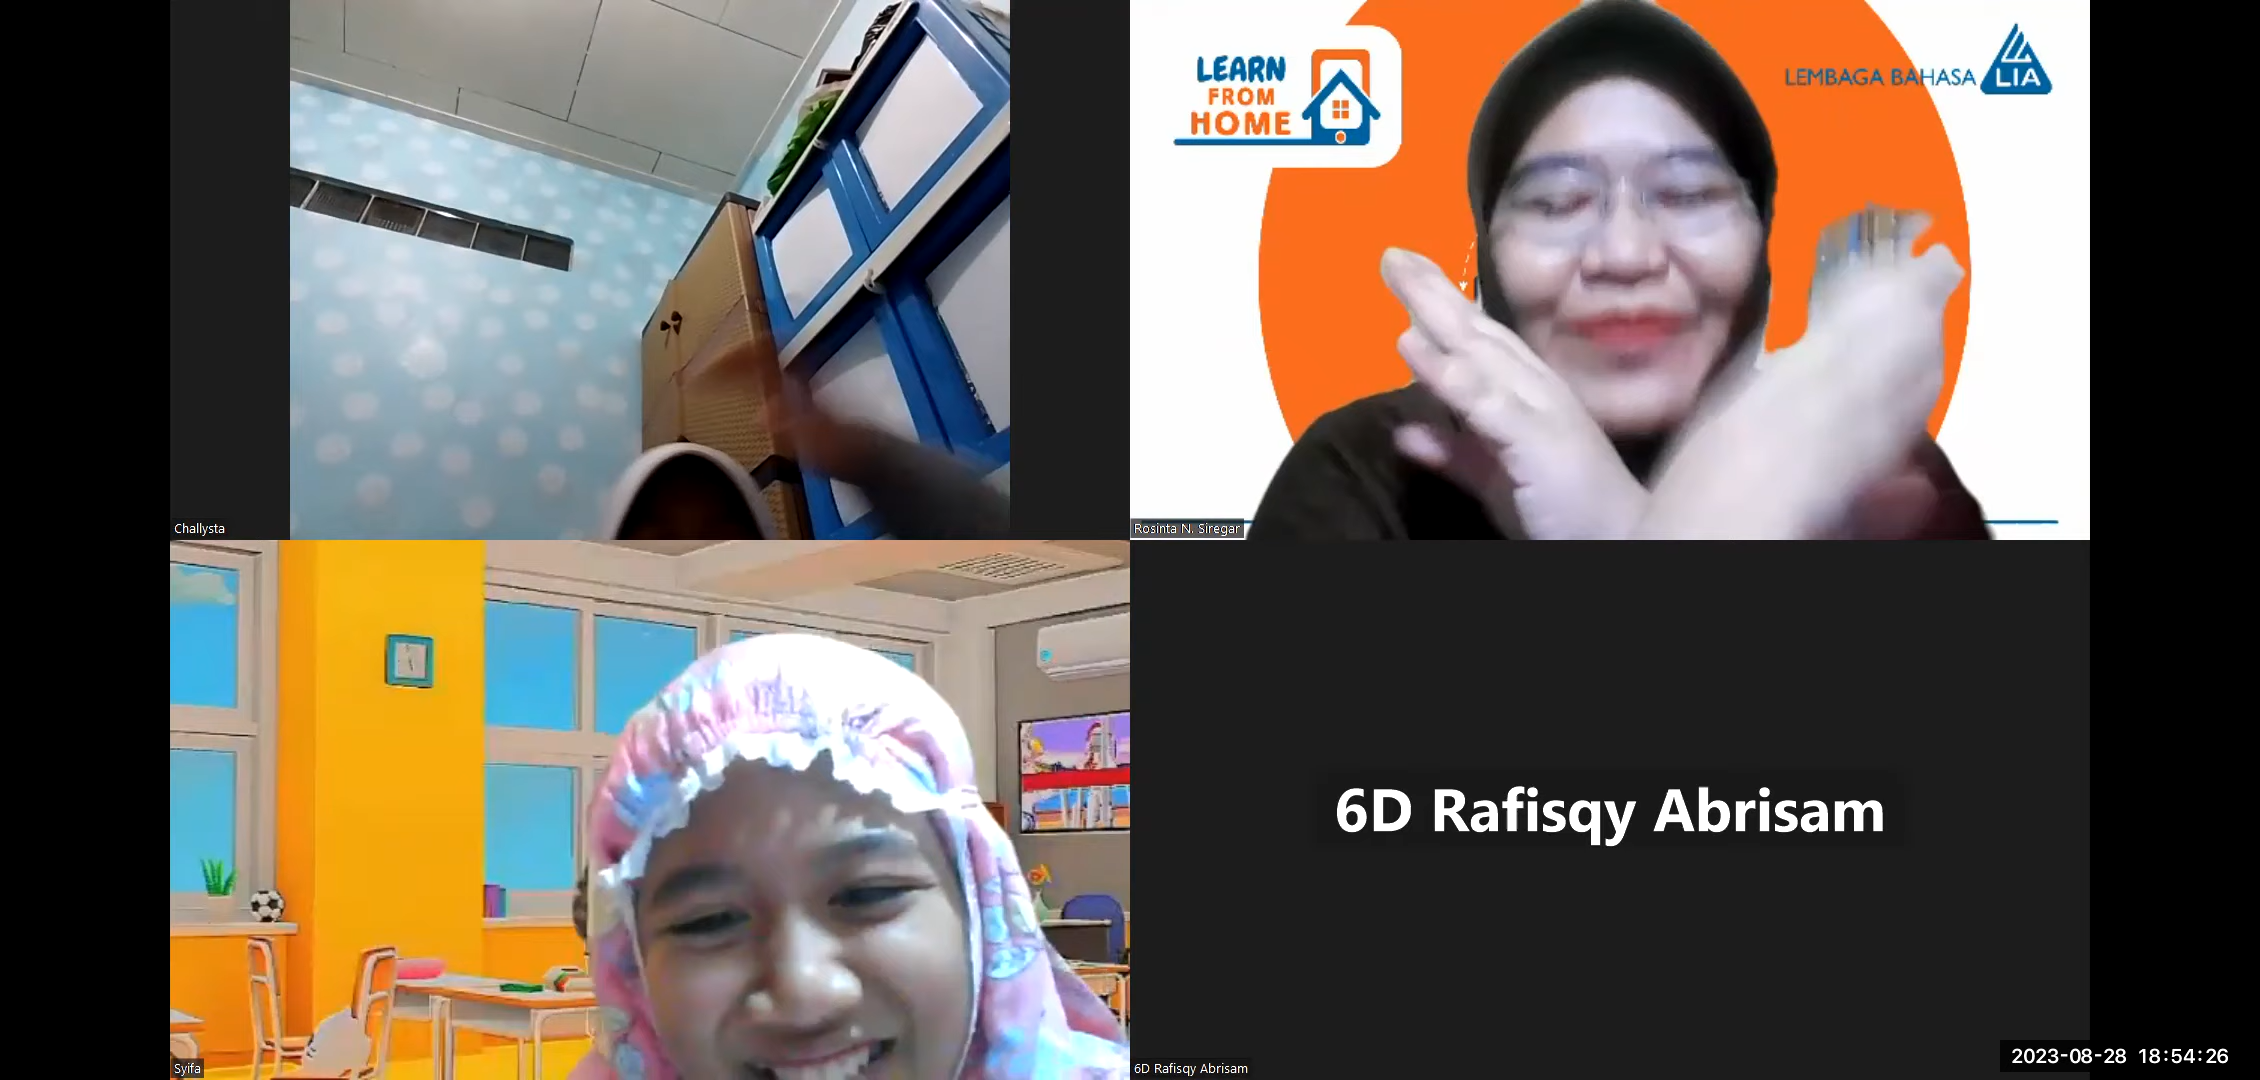 LEARN
FROM
HOME
LEMBAGA BAHASA
LIA
Challysta
Rosinta N. Siregar
6D Rafisqy Abrisam
Syifa
6D Rafisqy Abrisam
2023-08-28 18:54:26